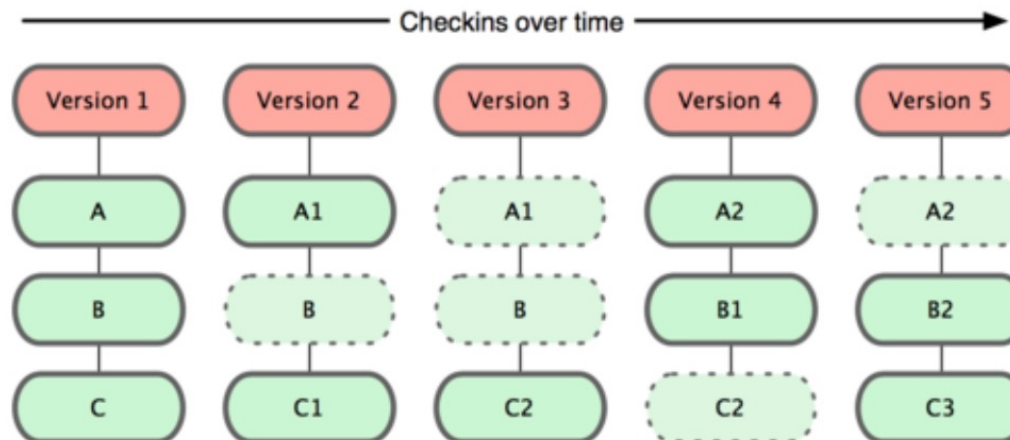 Checkins over time
Version 1 Version 2 Version 3 Version 4 Version 5
A A1 A1 A2 A2
B B B B1 B2
C C1 C2 C2 C3